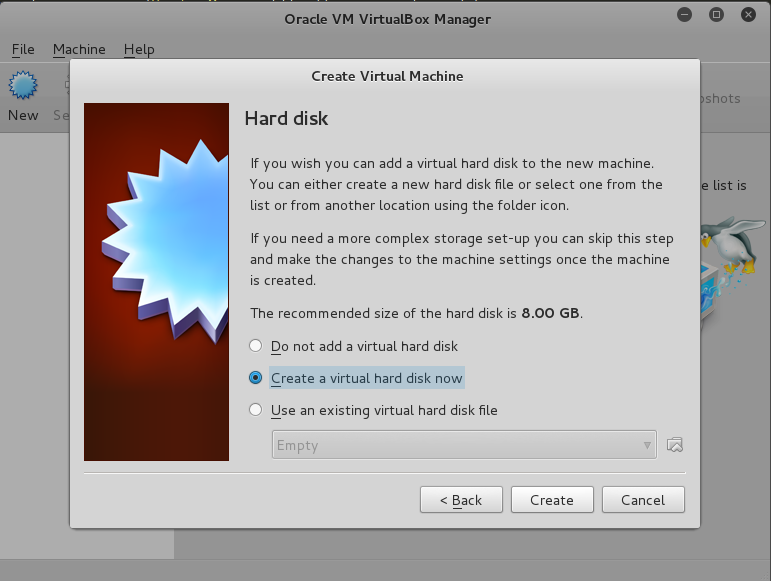 Oracle VM VirtualBox Manager
File Machine Help
Create Virtual Machine
New
Se
pshots
Hard disk
If you wish you can add a virtual hard disk to the new machine.
You can either create a new hard disk file or select one from the
list or from another location using the folder icon.
e list is
If you need a more complex storage set-up you can skip this step
and make the changes to the machine settings once the machine
is created.
The recommended size of the hard disk is 8.00 GB.
Do not add a virtual hard disk
Create a virtual hard disk now
Use an existing virtual hard disk file
Empty
< Back Create Cancel